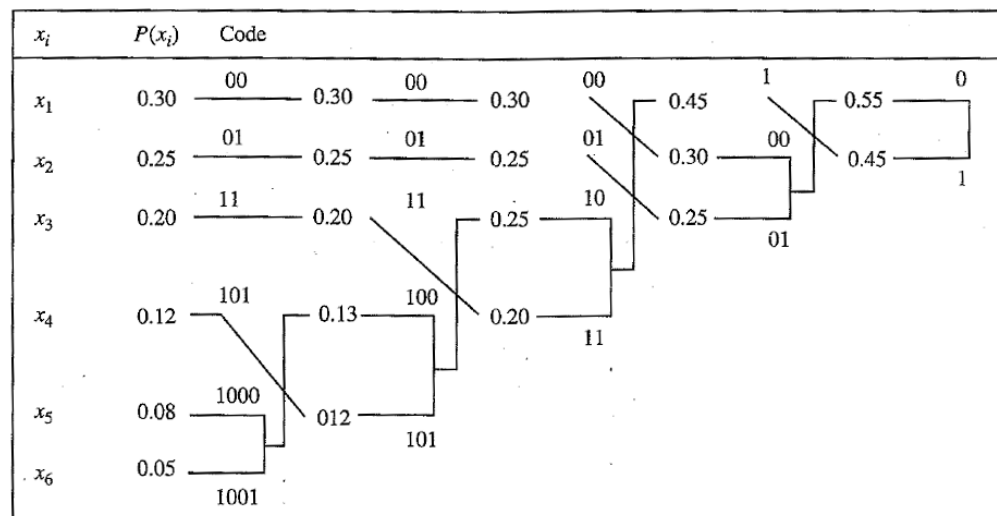 xᵢ P(xᵢ) Code
00 00 00 1 0
x₁ 0.30 0.30 0.30 0.45 0.55
01 01 01 00
x₂ 0.25 0.25 0.25 0.30 0.45
11 11 10 1
x₃ 0.20 0.20 0.25 0.25
01
101 100
x₄ 0.12 0.13 0.20
11
1000
x₅ 0.08 012
101
x₆ 0.05
1001